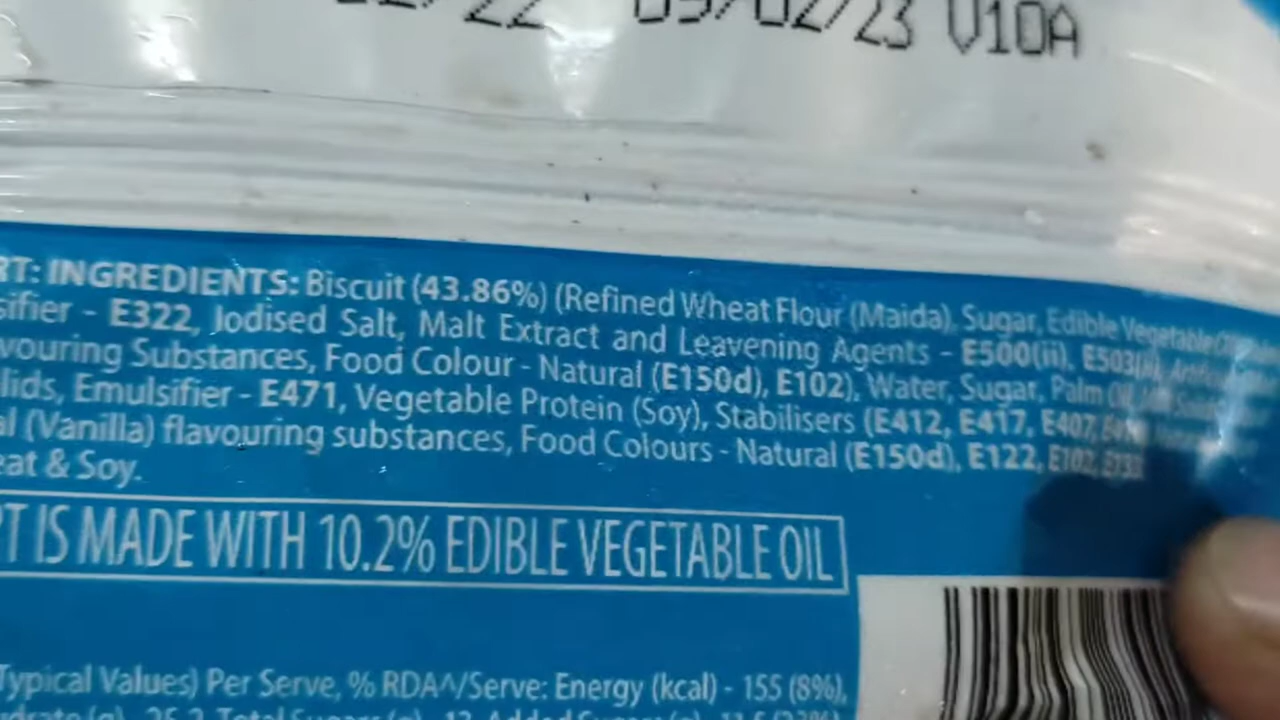 /22 09/02/23 V10A
RT: INGREDIENTS: Biscuit (43.86%) (Refined Wheat Flour (Maida), Sugar, Edible Vegetable
sifier - E322, Iodised Salt, Malt Extract and Leavening Agents - E500(ii), E503(ii),
vouring Substances, Food Colour - Natural (E150d), E102), Water, Sugar, Palm
lids, Emulsifier - E471, Vegetable Protein (Soy), Stabilisers (E412, E417, E407,
al (Vanilla) flavouring substances, Food Colours - Natural (E150d), E122, E102, E133
eat & Soy.
RT IS MADE WITH 10.2% EDIBLE VEGETABLE OIL
Typical Values) Per Serve, % RDA^/Serve: Energy (kcal) - 155 (8%),